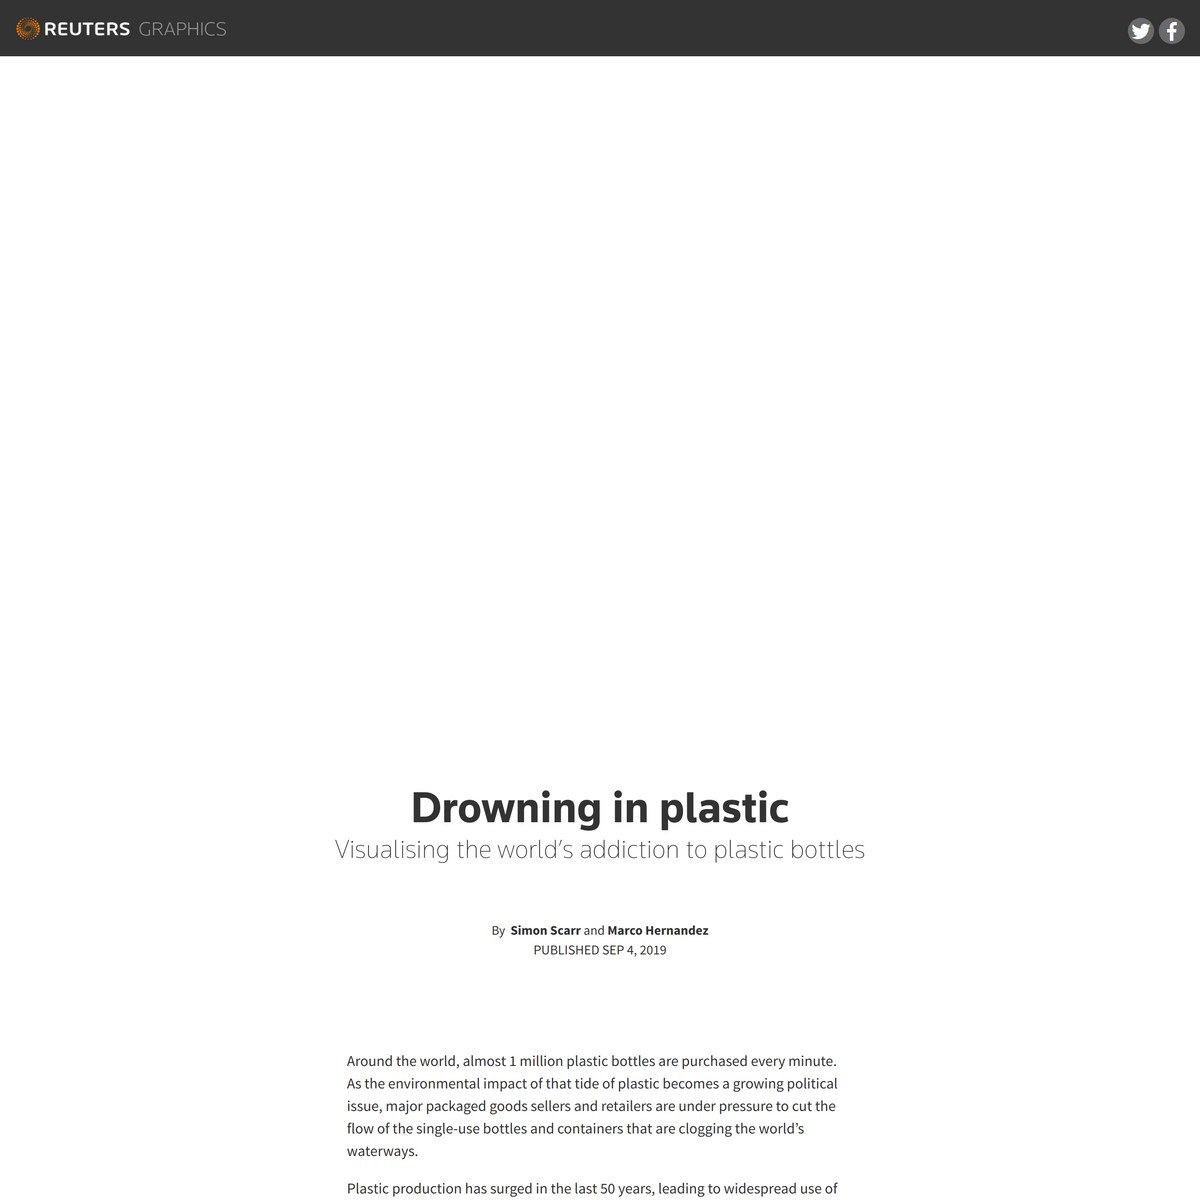 REUTERS GRAPHICS
Drowning in plastic
Visualising the world’s addiction to plastic bottles
By Simon Scarr and Marco Hernandez
PUBLISHED SEP 4, 2019
Around the world, almost 1 million plastic bottles are purchased every minute.
As the environmental impact of that tide of plastic becomes a growing political
issue, major packaged goods sellers and retailers are under pressure to cut the
flow of the single-use bottles and containers that are clogging the world’s
waterways.
Plastic production has surged in the last 50 years, leading to widespread use of